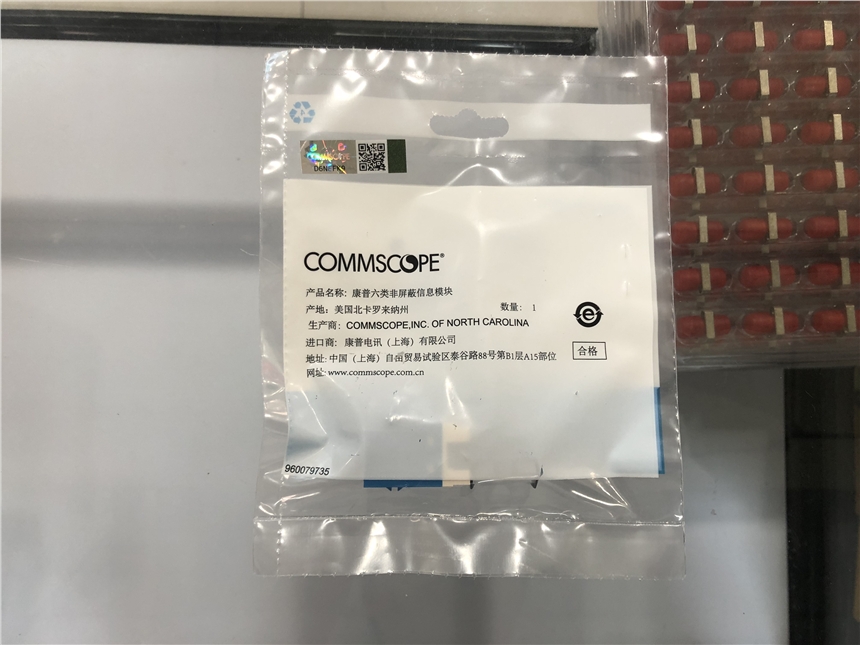 COMMSCOPE®
产品名称：康普六类非屏蔽信息模块
产地：美国北卡罗来纳州 数量：1
生产商：COMMSCOPE,INC. OF NORTH CAROLINA
进口商：康普电讯（上海）有限公司
合格
地址：中国（上海）自由贸易试验区泰谷路88号第B1层A15部位
网址：www.commscope.com.cn
960079735